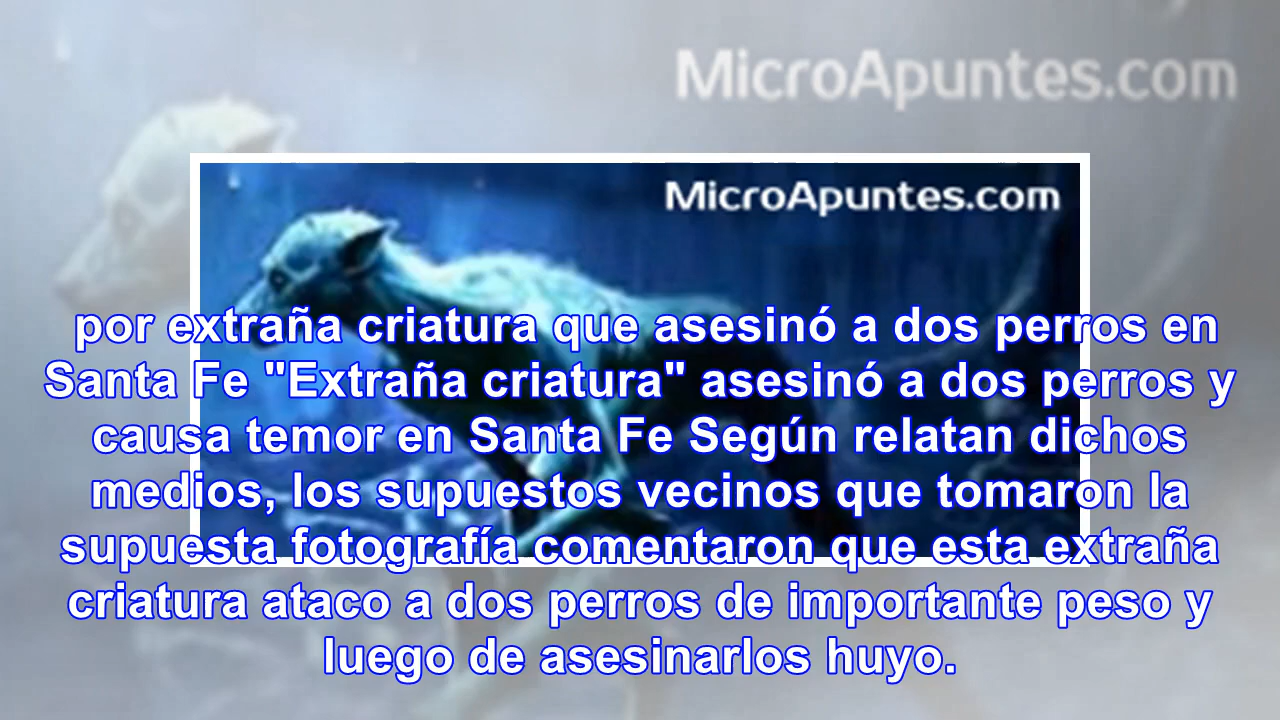 MicroApuntes.com
MicroApuntes.com
por extraña criatura que asesinó a dos perros en
Santa Fe "Extraña criatura" asesinó a dos perros y
causa temor en Santa Fe Según relatan dichos
medios, los supuestos vecinos que tomaron la
supuesta fotografía comentaron que esta extraña
criatura ataco a dos perros de importante peso y
luego de asesinarlos huyo.